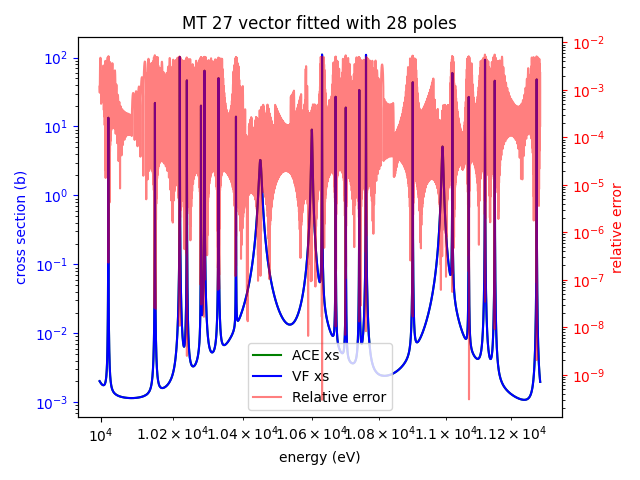 MT 27 vector fitted with 28 poles
cross section (b)
10²
10¹
10⁰
10⁻¹
10⁻²
10⁻³
10⁻²
10⁻³
10⁻⁴
10⁻⁵
10⁻⁶
10⁻⁷
10⁻⁸
10⁻⁹
relative error
ACE xs
VF xs
Relative error
10⁴ 1.02 × 10⁴ 1.04 × 10⁴ 1.06 × 10⁴ 1.08 × 10⁴ 1.1 × 10⁴ 1.12 × 10⁴
energy (eV)